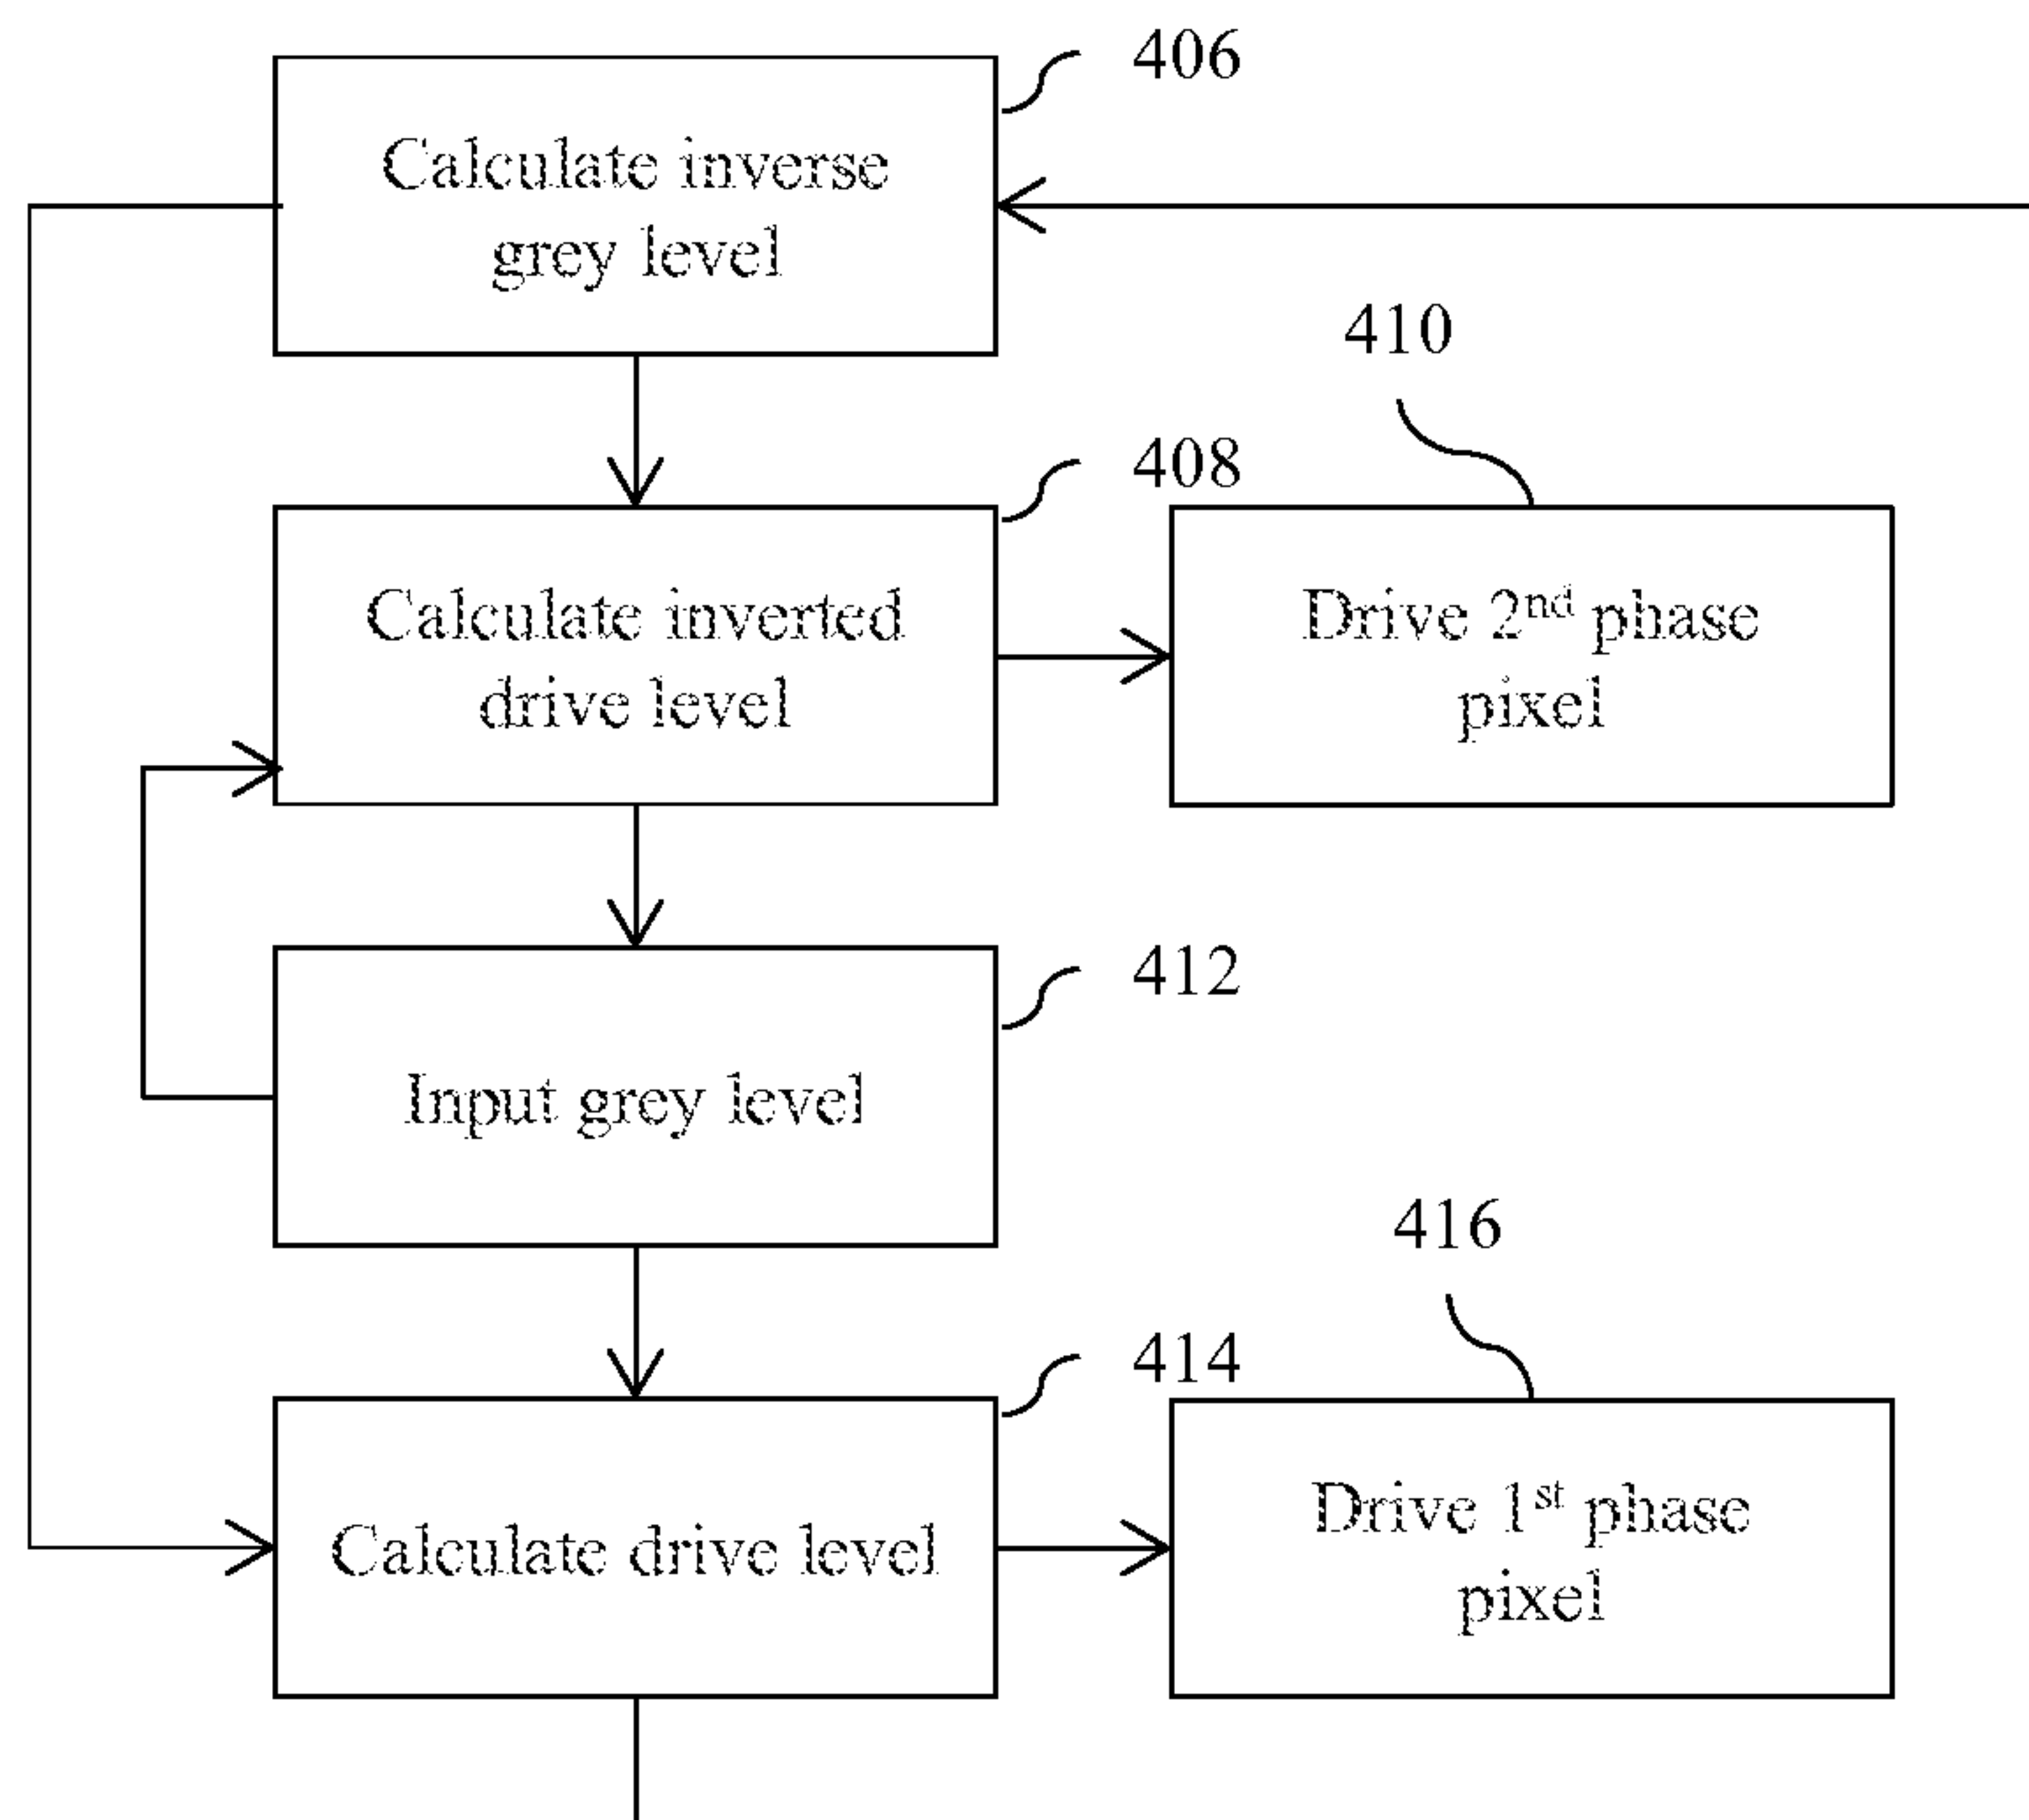 406
Calculate inverse
grey level
410
408
Calculate inverted
drive level
Drive 2nd phase
pixel
412
Input grey level
416
414
Calculate drive level
Drive 1st phase
pixel